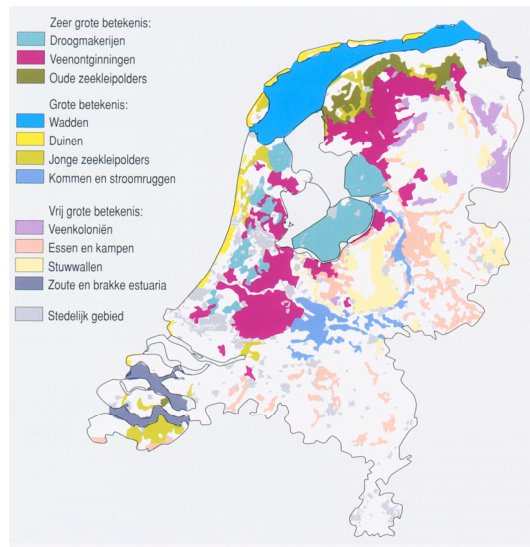 Zeer grote betekenis:
Droogmakerijen
Veenontginningen
Oude zeekleipolders
Grote betekenis:
Wadden
Duinen
Jonge zeekleipolders
Kommen en stroomruggen
Vrij grote betekenis:
Veenkoloniën
Essen en kampen
Stuwwallen
Zoute en brakke estuaria
Stedelijk gebied